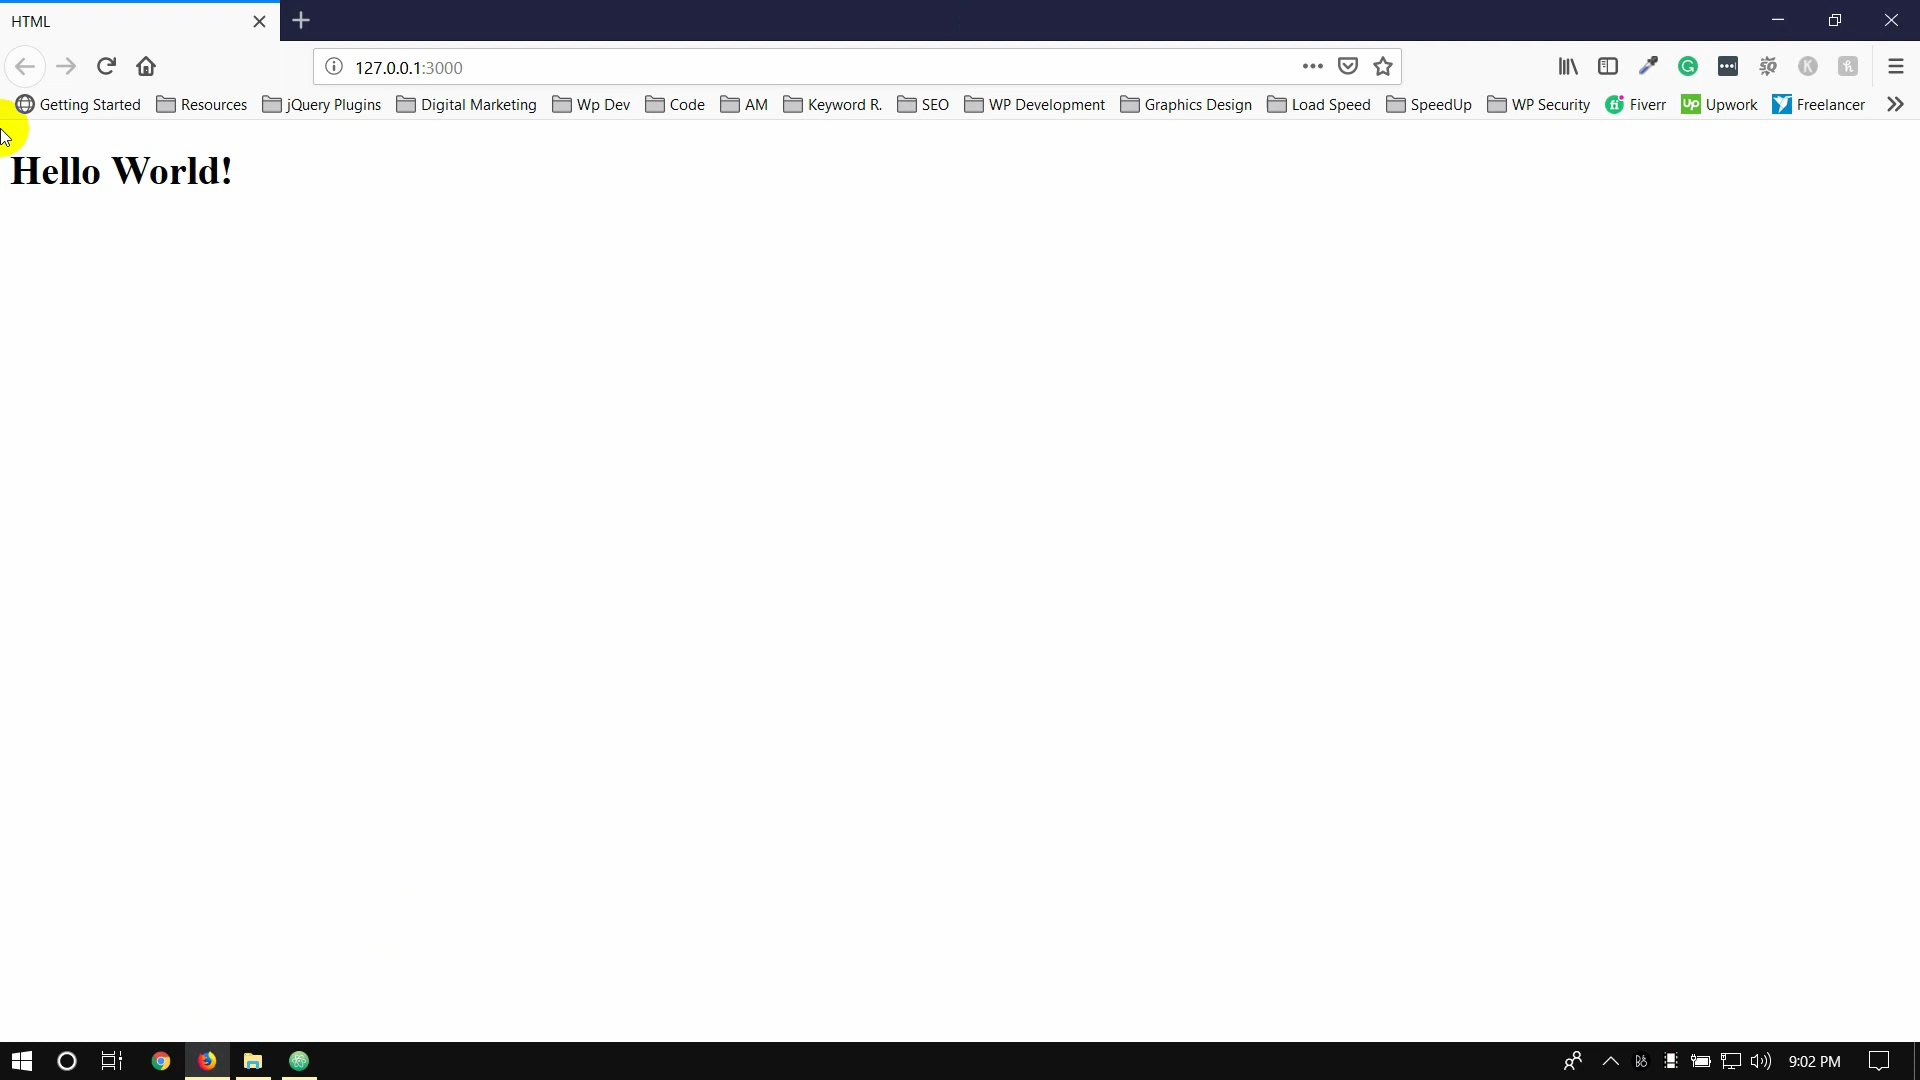 HTML
127.0.0.1:3000
Getting Started Resources jQuery Plugins Digital Marketing Wp Dev Code AM Keyword R. SEO WP Development Graphics Design Load Speed SpeedUp WP Security Fiverr Upwork Freelancer
Hello World!
9:02 PM